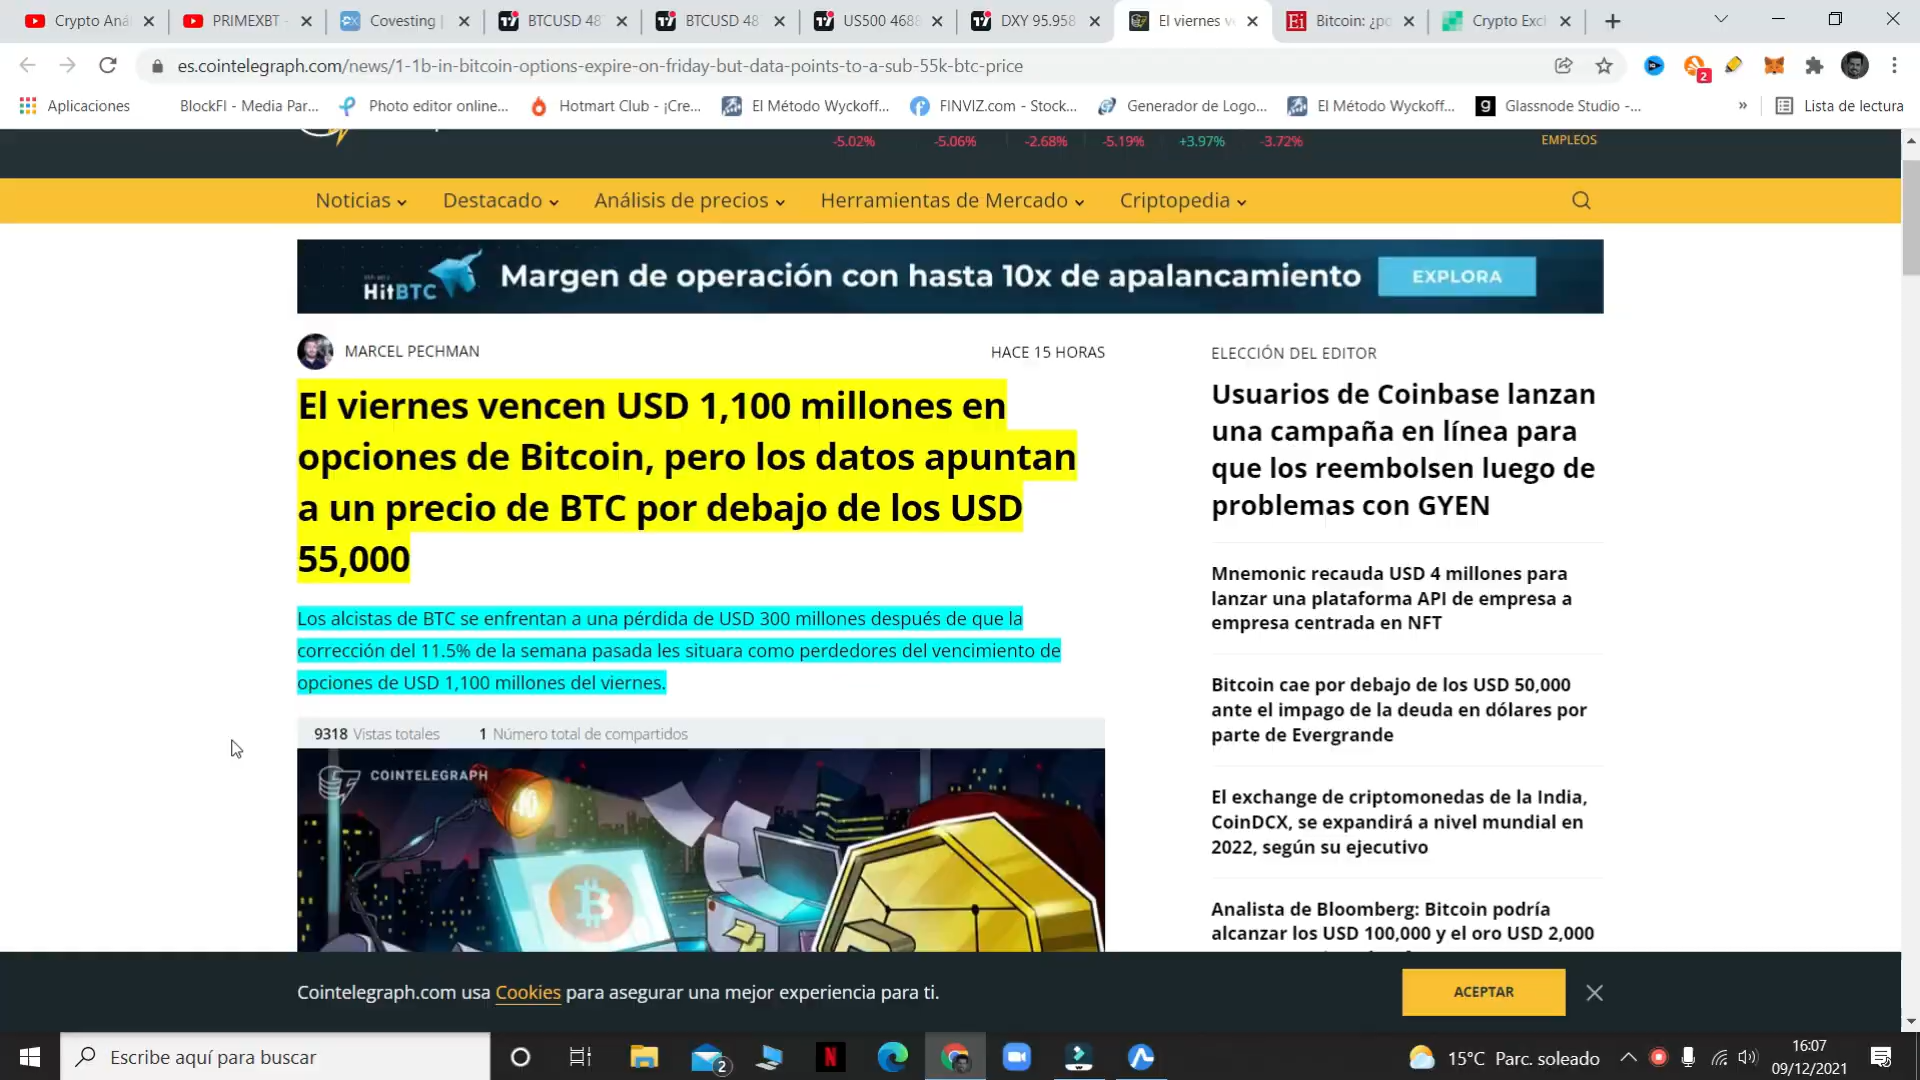 Crypto Aná
PRIMEXBT -
Covesting |
BTCUSD 48
BTCUSD 48
US500 468
DXY 95.958
El viernes v
Bitcoin: ¿po
Crypto Excl
es.cointelegraph.com/news/1-1b-in-bitcoin-options-expire-on-friday-but-data-points-to-a-sub-55k-btc-price
2
Aplicaciones
BlockFI - Media Par...
Photo editor online...
Hotmart Club - ¡Cre...
El Método Wyckoff...
FINVIZ.com - Stock...
Generador de Logo...
El Método Wyckoff...
Glassnode Studio -...
»
Lista de lectura
-5.02%
-5.06%
-2.68%
-5.19%
+3.97%
-3.72%
EMPLEOS
Noticias
Destacado
Análisis de precios
Herramientas de Mercado
Criptopedia
HitBTC
Margen de operación con hasta 10x de apalancamiento
EXPLORA
MARCEL PECHMAN
HACE 15 HORAS
El viernes vencen USD 1,100 millones en
opciones de Bitcoin, pero los datos apuntan
a un precio de BTC por debajo de los USD
55,000
Los alcistas de BTC se enfrentan a una pérdida de USD 300 millones después de que la
corrección del 11.5% de la semana pasada les situara como perdedores del vencimiento de
opciones de USD 1,100 millones del viernes.
9318 Vistas totales
1 Número total de compartidos
COINTELEGRAPH
ELECCIÓN DEL EDITOR
Usuarios de Coinbase lanzan
una campaña en línea para
que los reembolsen luego de
problemas con GYEN
Mnemonic recauda USD 4 millones para
lanzar una plataforma API de empresa a
empresa centrada en NFT
Bitcoin cae por debajo de los USD 50,000
ante el impago de la deuda en dólares por
parte de Evergrande
El exchange de criptomonedas de la India,
CoinDCX, se expandirá a nivel mundial en
2022, según su ejecutivo
Analista de Bloomberg: Bitcoin podría
alcanzar los USD 100,000 y el oro USD 2,000
Cointelegraph.com usa Cookies para asegurar una mejor experiencia para ti.
ACEPTAR
Escribe aquí para buscar
2
15°C Parc. soleado
16:07
09/12/2021